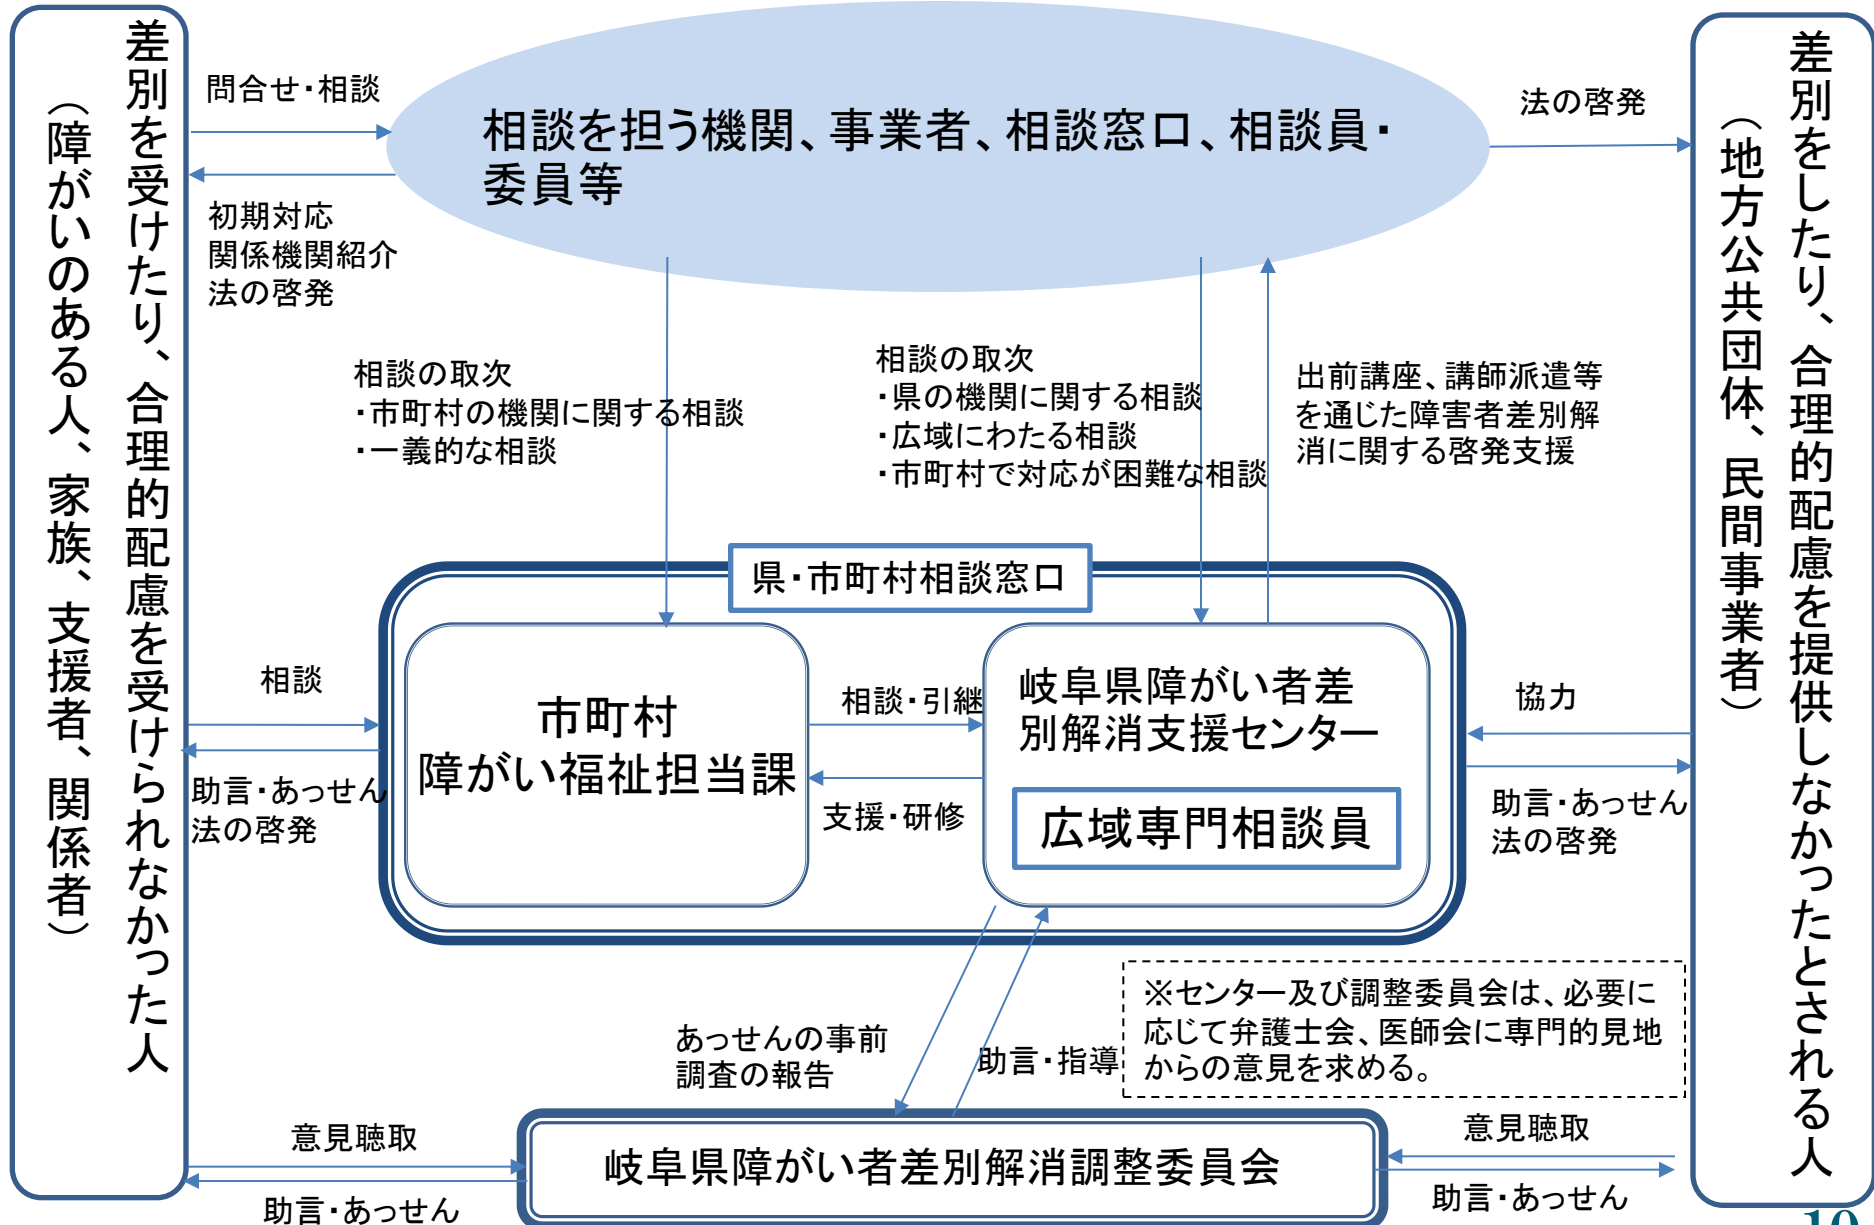 差別を受けたり、合理的配慮を受けられなかった人
（障がいのある人、家族、支援者、関係者）
問合せ・相談
初期対応
関係機関紹介
法の啓発
相談を担う機関、事業者、相談窓口、相談員・
委員等
法の啓発
差別をしたり、合理的配慮を提供しなかったとされる人
（地方公共団体、民間事業者）
相談の取次
・市町村の機関に関する相談
・一義的な相談
相談の取次
・県の機関に関する相談
・広域にわたる相談
・市町村で対応が困難な相談
出前講座、講師派遣等
を通じた障害者差別解
消に関する啓発支援
県・市町村相談窓口
相談
助言・あっせん
法の啓発
市町村
障がい福祉担当課
相談・引継
支援・研修
岐阜県障がい者差
別解消支援センター
広域専門相談員
協力
助言・あっせん
法の啓発
あっせんの事前
調査の報告
助言・指導
※センター及び調整委員会は、必要に
応じて弁護士会、医師会に専門的見地
からの意見を求める。
意見聴取
助言・あっせん
岐阜県障がい者差別解消調整委員会
意見聴取
助言・あっせん
10